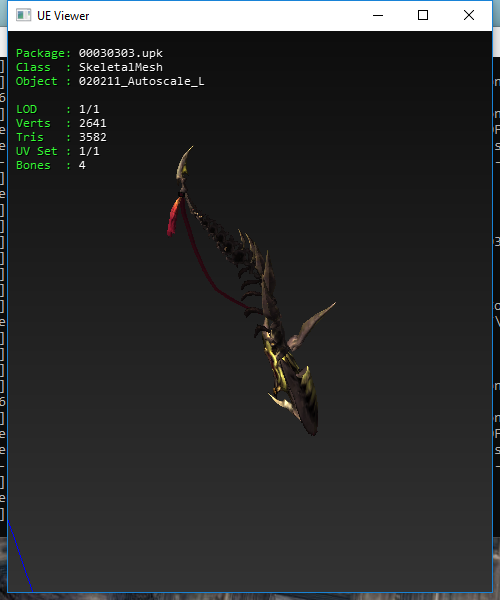 UE Viewer
Package: 00030303.upk
Class : SkeletalMesh
Object : 020211_Autoscale_L
LOD : 1/1
Verts : 2641
Tris : 3582
UV Set : 1/1
Bones : 4